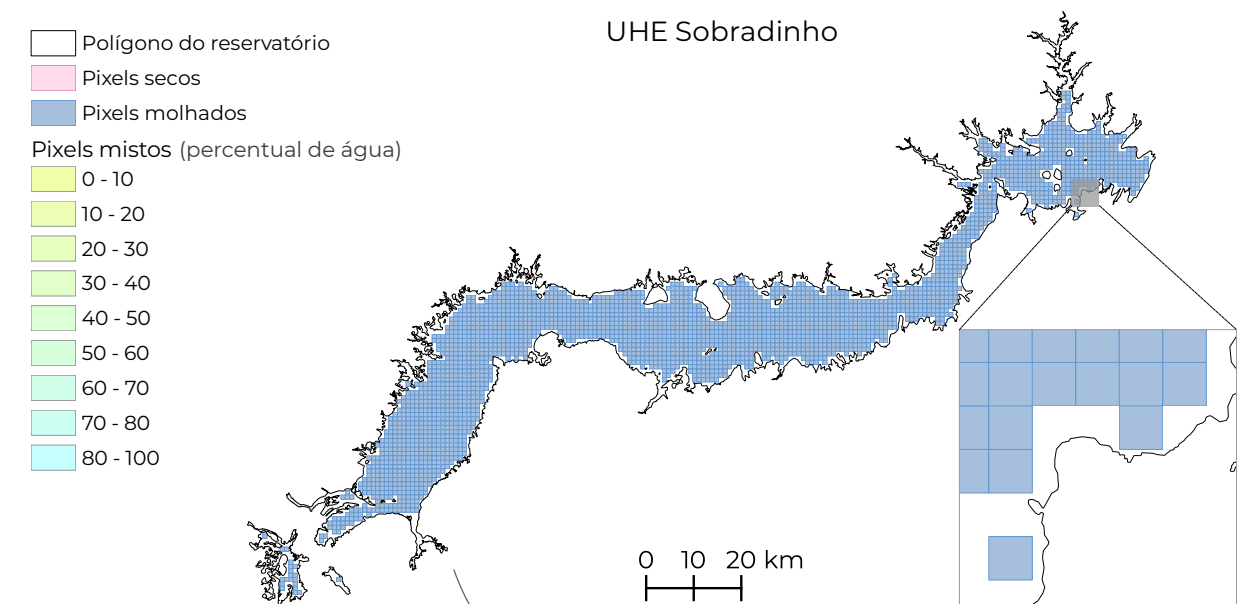 UHE Sobradinho
Polígono do reservatório
Pixels secos
Pixels molhados
Pixels mistos (percentual de água)
0 - 10
10 - 20
20 - 30
30 - 40
40 - 50
50 - 60
60 - 70
70 - 80
80 - 100
0 10 20 km